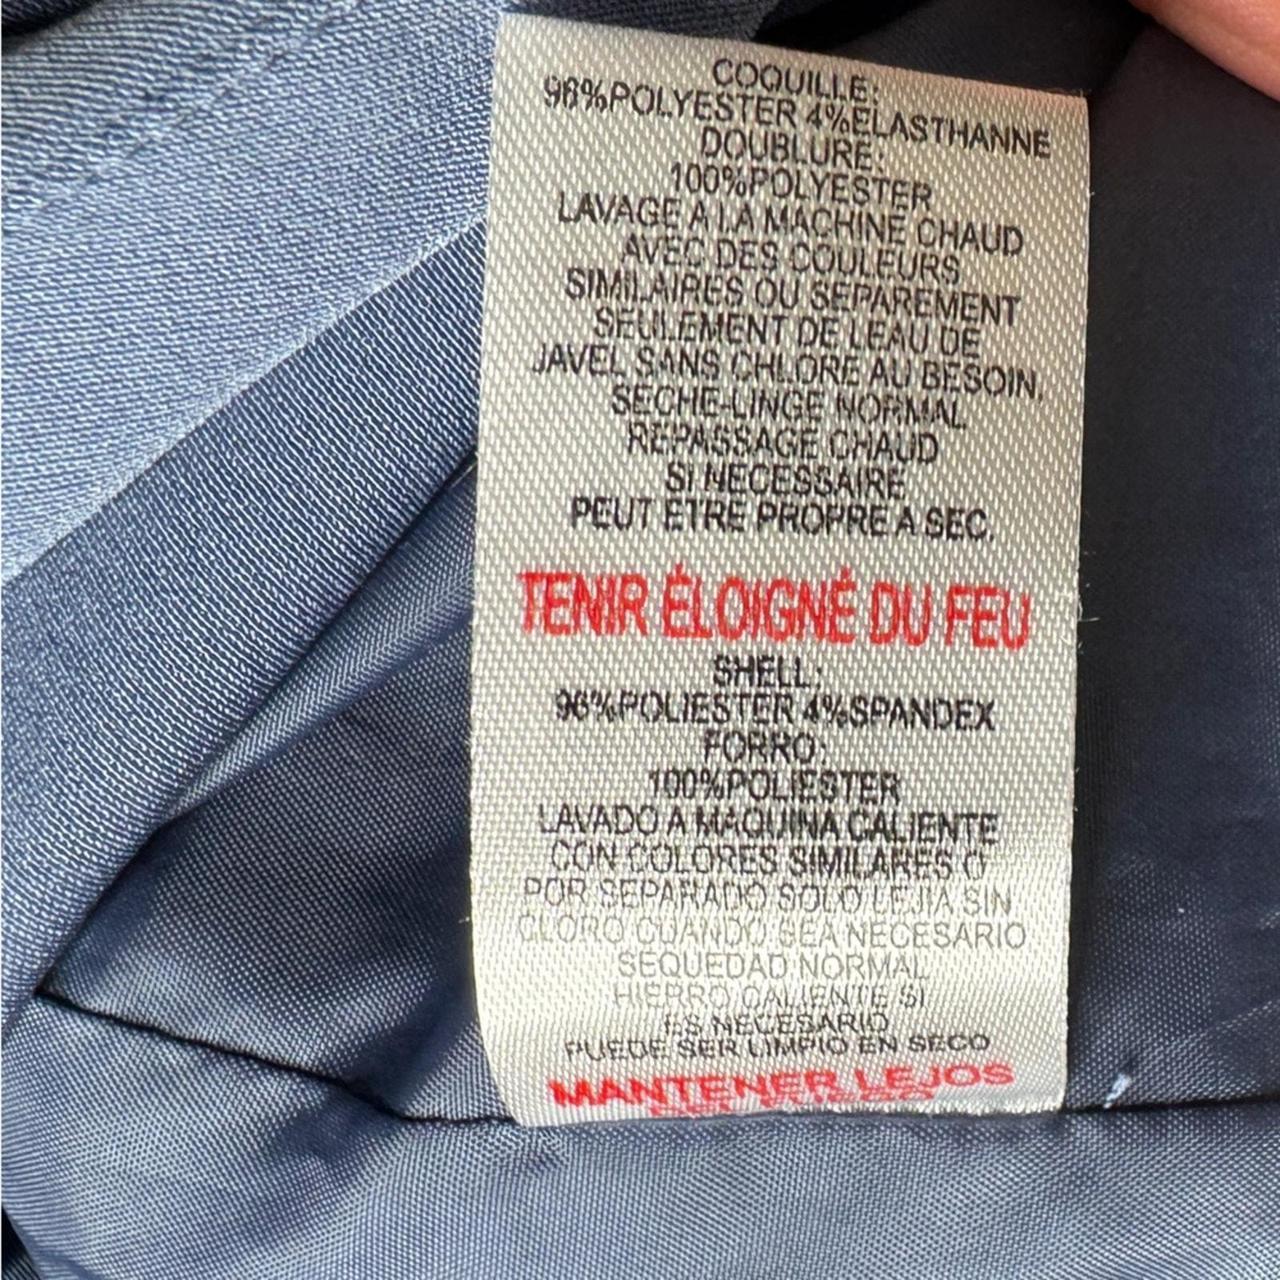 COQUILLE:
96%POLYESTER 4%ELASTHANNE
DOUBLURE:
100%POLYESTER
LAVAGE A LA MACHINE CHAUD
AVEC DES COULEURS
SIMILAIRES OU SEPAREMENT
SEULEMENT DE LEAU DE
JAVEL SANS CHLORE AU BESOIN.
SECHE-LINGE NORMAL
REPASSAGE CHAUD
SI NECESSAIRE
PEUT ETRE PROPRE A SEC.
TENIR ÉLOIGNÉ DU FEU
SHELL:
96%POLIESTER 4%SPANDEX
FORRO:
100%POLIESTER
LAVADO A MAQUINA CALIENTE
CON COLORES SIMILARES O
POR SEPARADO SOLO LEJIA SIN
CLORO CUANDO SEA NECESARIO
SEQUEDAD NORMAL
HIERRO CALIENTE SI
ES NECESARIO
PUEDE SER LIMPIO EN SECO
MANTENER LEJOS
DEL FUEGO